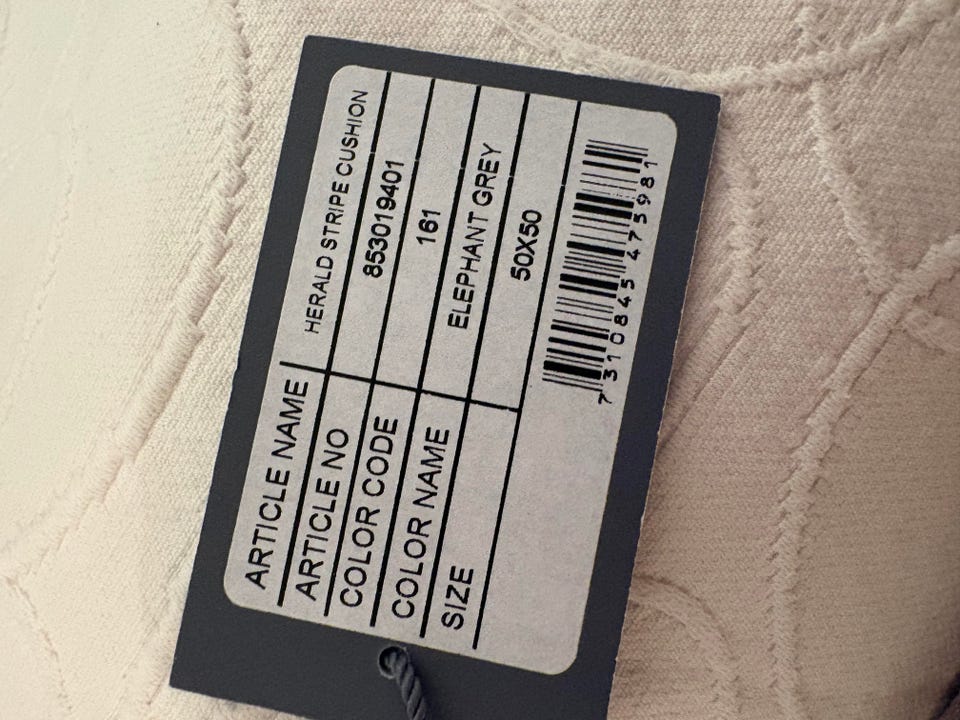 ARTICLE NAME HERALD STRIPE CUSHION
ARTICLE NO 853019401
COLOR CODE 161
COLOR NAME ELEPHANT GREY
SIZE 50X50
7 310845 475981